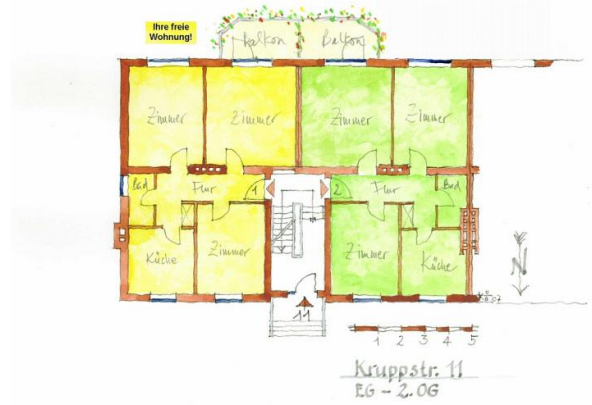 Ihre freie
Wohnung!
Balkon Balkon
Zimmer Zimmer Zimmer Zimmer
Bad Flur 1 2 Flur Bad
Küche Zimmer Zimmer Küche
N
11
1 2 3 4 5
Kruppstr. 11
EG - 2.OG